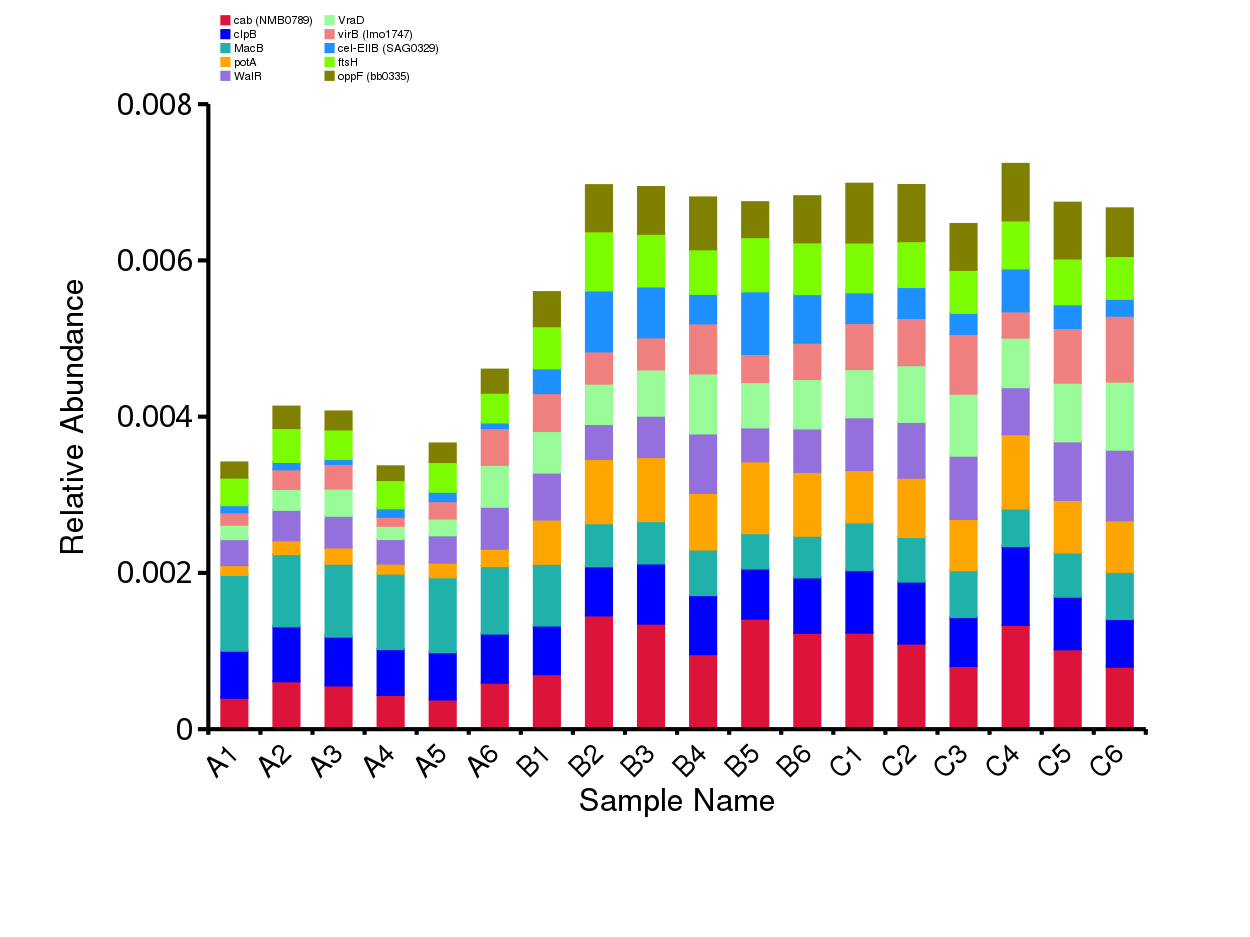 cab (NMB0789) VraD
clpB virB (lmo1747)
MacB cel-EIIB (SAG0329)
potA ftsH
WalR oppF (bb0335)
0.008
0.006
0.004
0.002
0
Relative Abundance
A1 A2 A3 A4 A5 A6 B1 B2 B3 B4 B5 B6 C1 C2 C3 C4 C5 C6
Sample Name